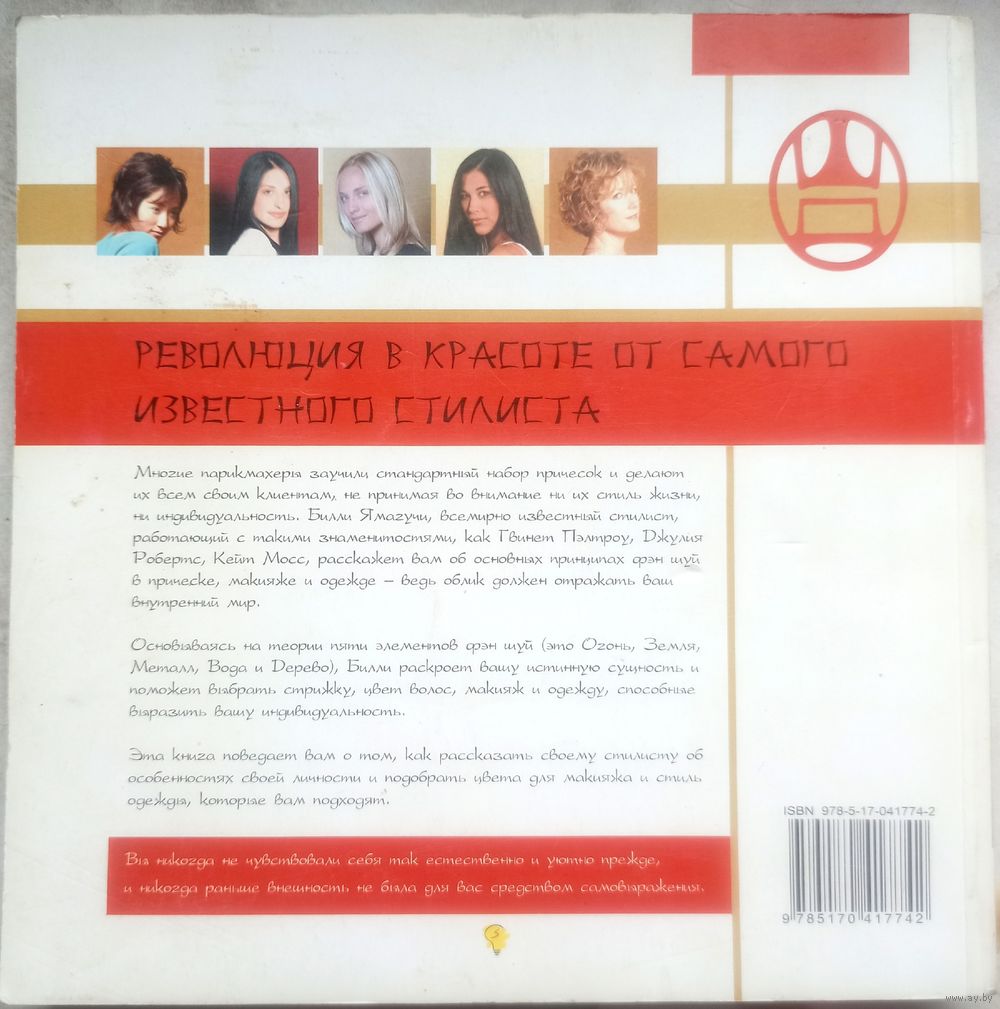 РЕВОЛЮЦИЯ В КРАСОТЕ ОТ САМОГО
ИЗВЕСТНОГО СТИЛИСТА
Многие парикмахеры заучили стандартный набор причесок и делают
их всем своим клиентам, не принимая во внимание ни их стиль жизни,
ни индивидуальность. Билли Ямагучи, всемирно известный стилист,
работающий с такими знаменитостями, как Гвинет Пэлтроу, Джулия
Робертс, Кейт Мосс, расскажет вам об основных принципах фэн шуй
в прическе, макияже и одежде – ведь облик должен отражать ваш
внутренний мир.
Основываясь на теории пяти элементов фэн шуй (это Огонь, Земля,
Металл, Вода и Дерево), Билли раскроет вашу истинную сущность и
поможет выбрать стрижку, цвет волос, макияж и одежду, способные
выразить вашу индивидуальность.
Эта книга поведает вам о том, как рассказать своему стилисту об
особенностях своей личности и подобрать цвета для макияжа и стиль
одежды, которые вам подходят.
Вы никогда не чувствовали себя так естественно и уютно прежде,
и никогда раньше внешность не была для вас средством самовыражения.
ISBN 978-5-17-041774-2
9 785170 417742
www.ay.by